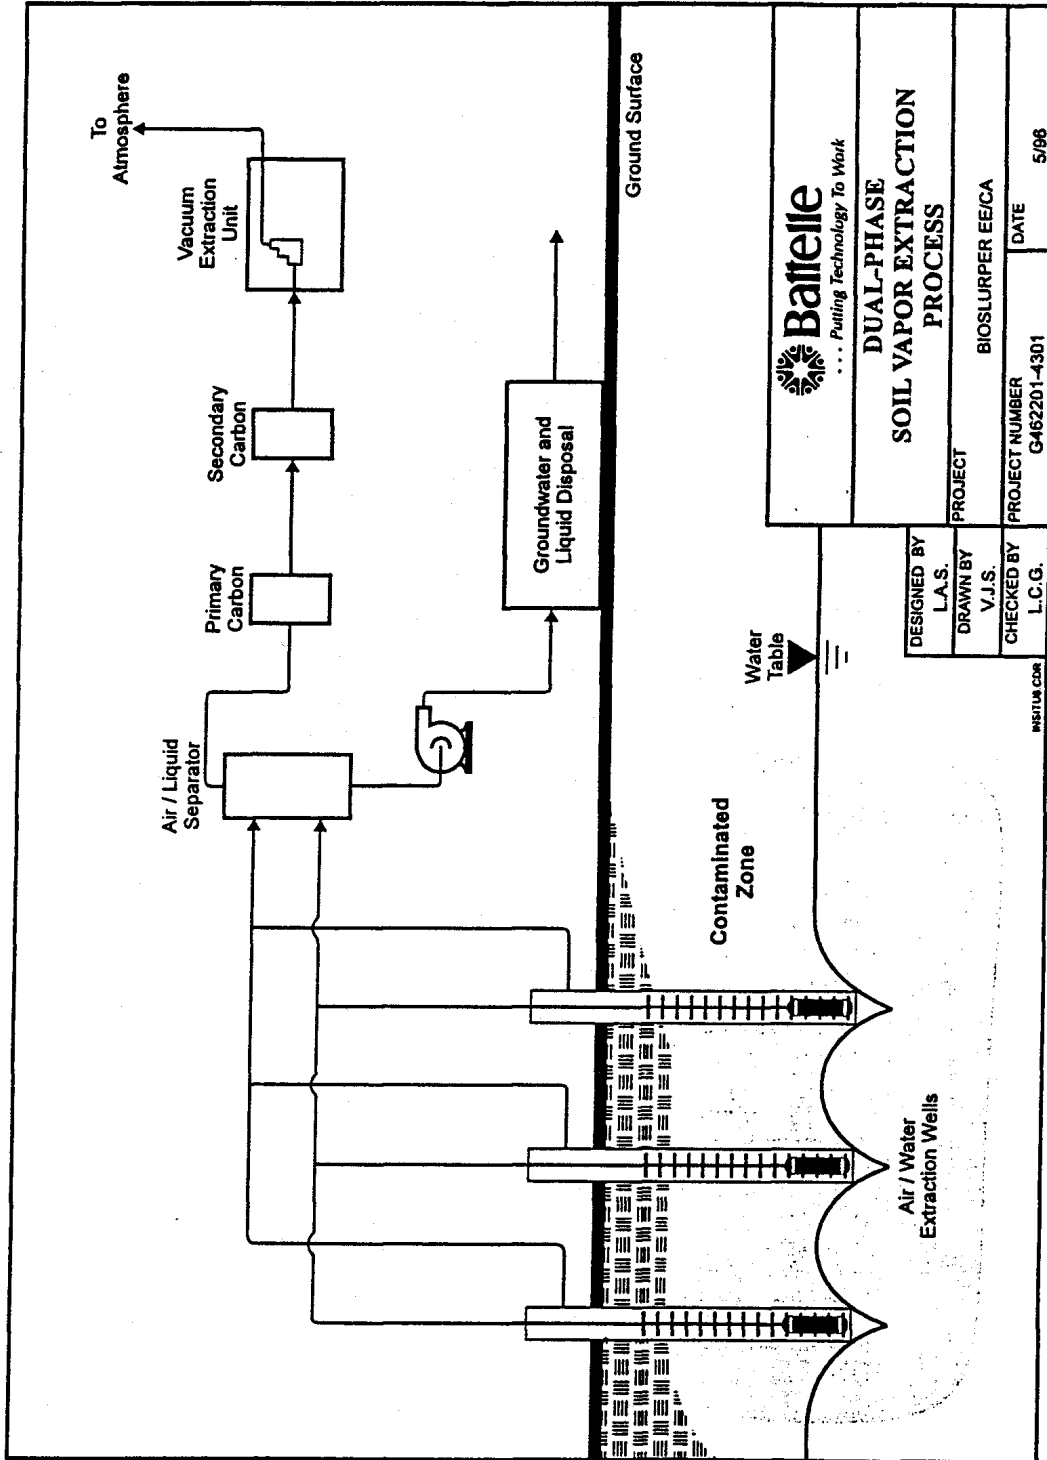 To
Atmosphere
Vacuum
Extraction
Unit
Secondary
Carbon
Primary
Carbon
Air / Liquid
Separator
Groundwater and
Liquid Disposal
Ground Surface
Water
Table
Contaminated
Zone
Air / Water
Extraction Wells
Battelle
. . . Putting Technology To Work
DUAL-PHASE
SOIL VAPOR EXTRACTION
PROCESS
DESIGNED BY
L.A.S.
DRAWN BY
V.J.S.
CHECKED BY
L.C.G.
PROJECT
BIOSLURPER EE/CA
PROJECT NUMBER
G462201-4301
DATE
5/96